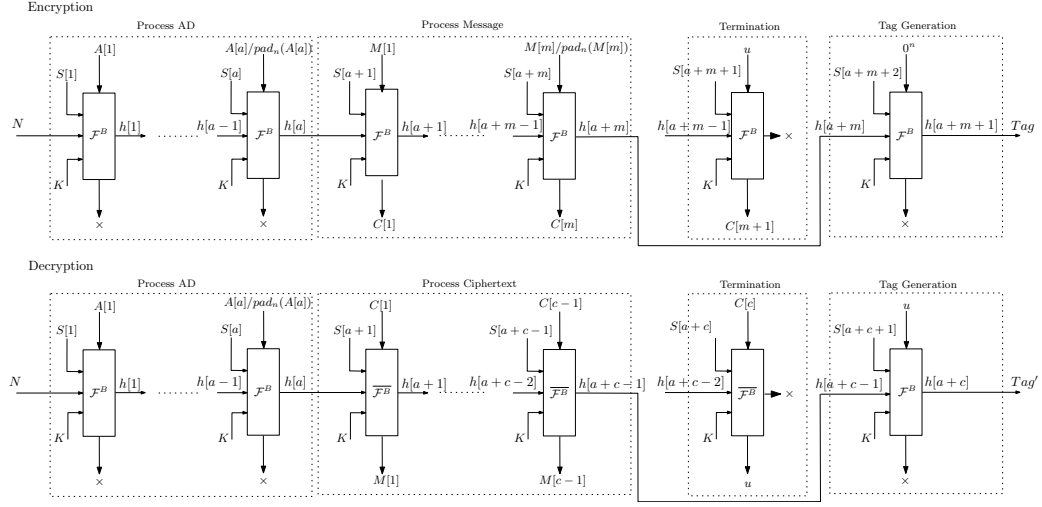 Encryption
Process AD
Process Message
Termination
Tag Generation
A[1]
A[a]/pad_n(A[a])
M[1]
M[m]/pad_n(M[m])
u
0^n
S[1]
S[a]
S[a+1]
S[a+m]
S[a+m+1]
S[a+m+2]
N
F^B
h[1]
h[a−1]
F^B
h[a]
F^B
h[a+1]
h[a+m−1]
F^B
h[a+m]
h[a+m−1]
F^B
×
h[a+m]
F^B
h[a+m+1]
Tag
K
K
K
K
K
K
×
×
C[1]
C[m]
C[m+1]
×
Decryption
Process AD
Process Ciphertext
Termination
Tag Generation
A[1]
A[a]/pad_n(A[a])
C[1]
C[c−1]
C[c]
u
S[1]
S[a]
S[a+1]
S[a+c−1]
S[a+c]
S[a+c+1]
N
F^B
h[1]
h[a−1]
F^B
h[a]
F̅^B̅
h[a+1]
h[a+c−2]
F̅^B̅
h[a+c−1]
h[a+c−2]
F̅^B̅
×
h[a+c−1]
F^B
h[a+c]
Tag′
K
K
K
K
K
K
×
×
M[1]
M[c−1]
u
×